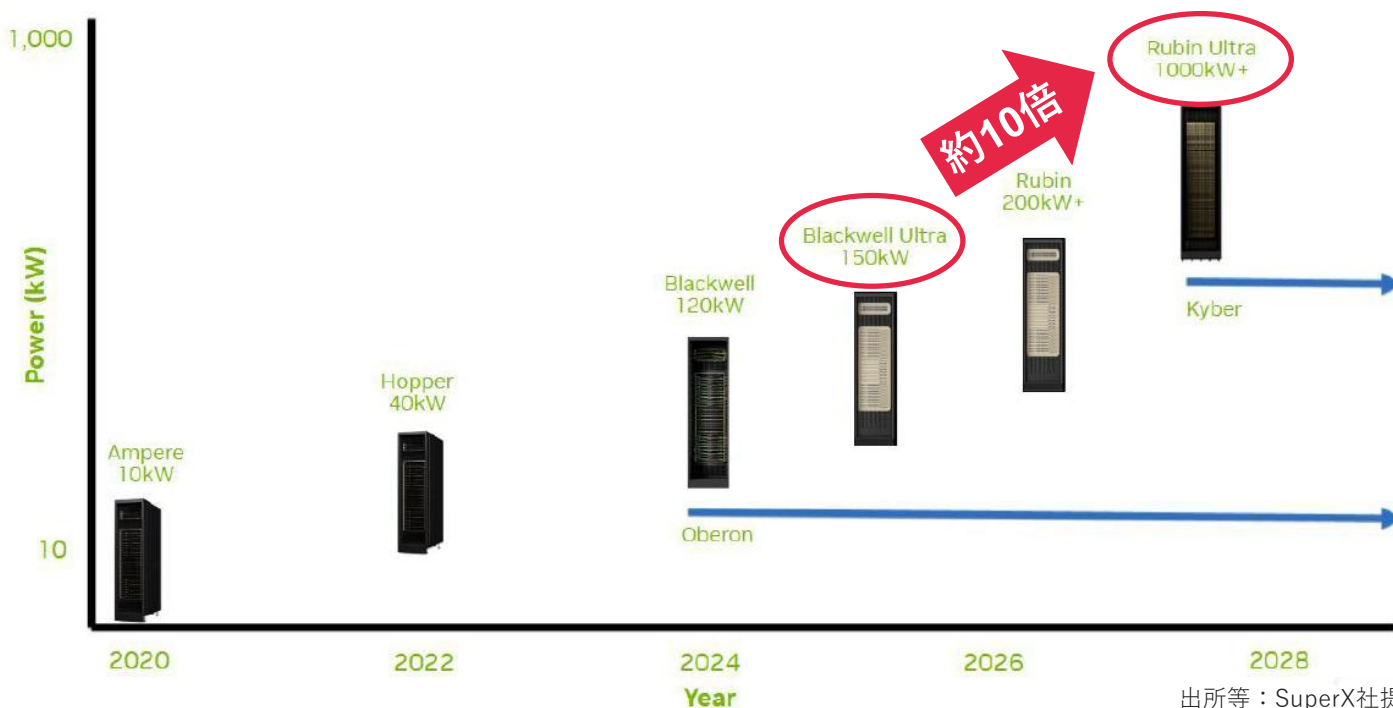 1,000
10
Power (kW)
Ampere
10kW
Hopper
40kW
Blackwell
120kW
Blackwell Ultra
150kW
Rubin
200kW+
Rubin Ultra
1000kW+
約10倍
Kyber
Oberon
2020
2022
2024
2026
2028
Year
出所等：SuperX社提